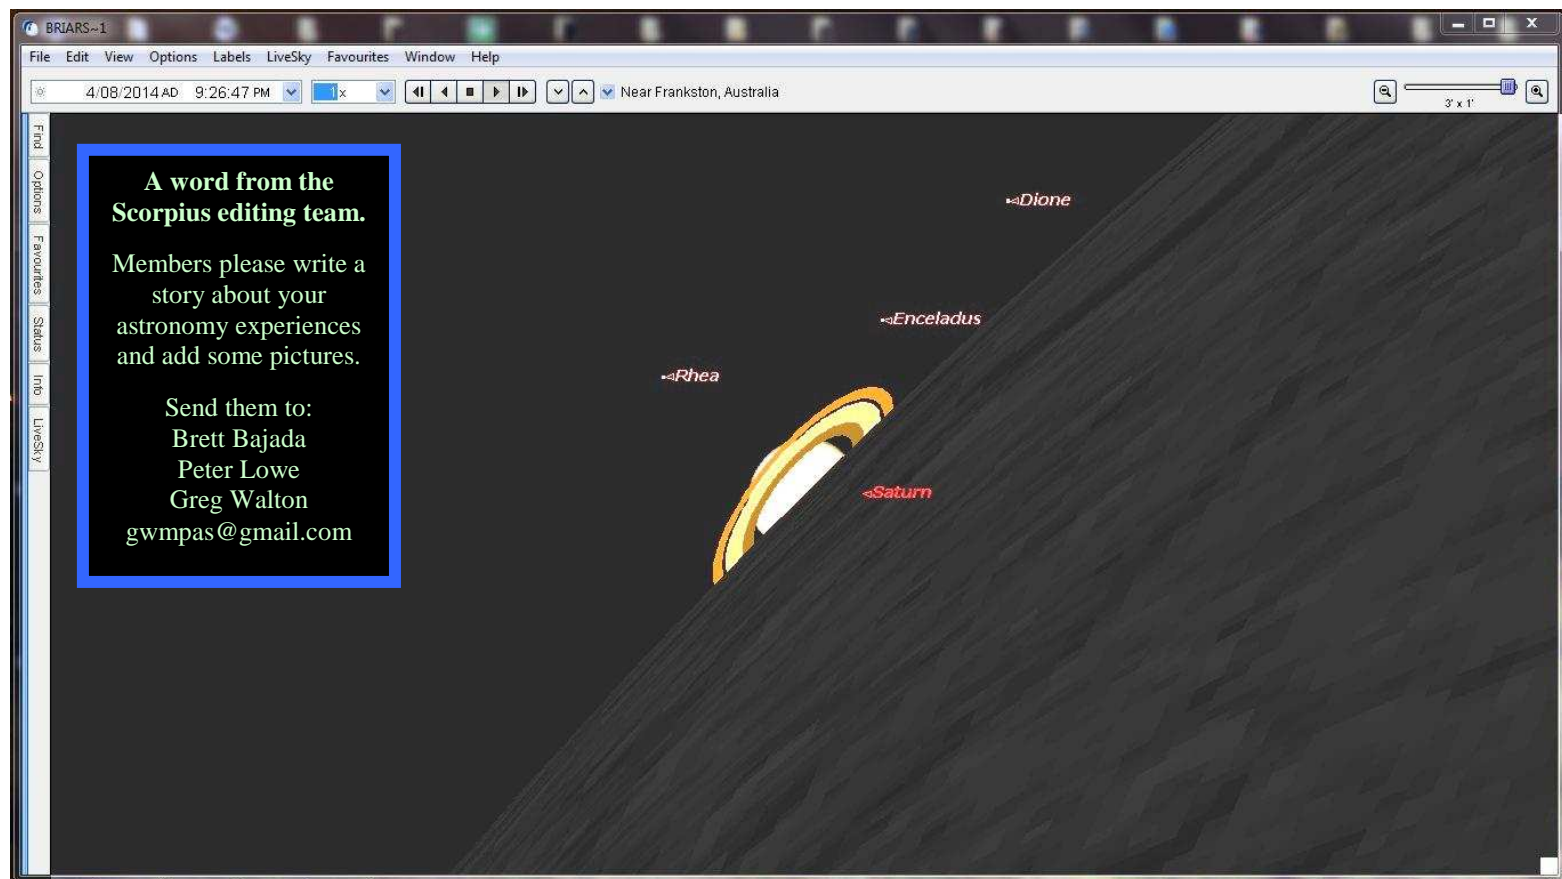 BRIARS~1
File Edit View Options Labels LiveSky Favourites Window Help
4/08/2014 AD 9:26:47 PM 1 x Near Frankston, Australia
3' x 1'
Find
Options
Favourites
Status
Info
LiveSky
A word from the
Scorpius editing team.
Members please write a
story about your
astronomy experiences
and add some pictures.
Send them to:
Brett Bajada
Peter Lowe
Greg Walton
gwmpas@gmail.com
Dione
Enceladus
Rhea
Saturn